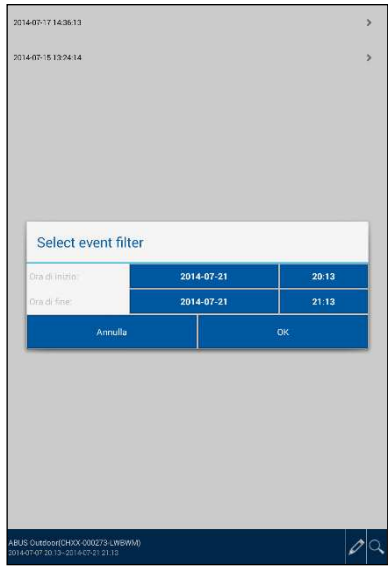 2014-07-17 14:36:13
2014-07-15 13:24:14
Select event filter
Ora di inizio: 2014-07-21 20:13
Ora di fine: 2014-07-21 21:13
Annulla OK
ABUS Outdoor(CHXX-000273-LWBWM)
2014-07-07 20:13~2014-07-21 21:13